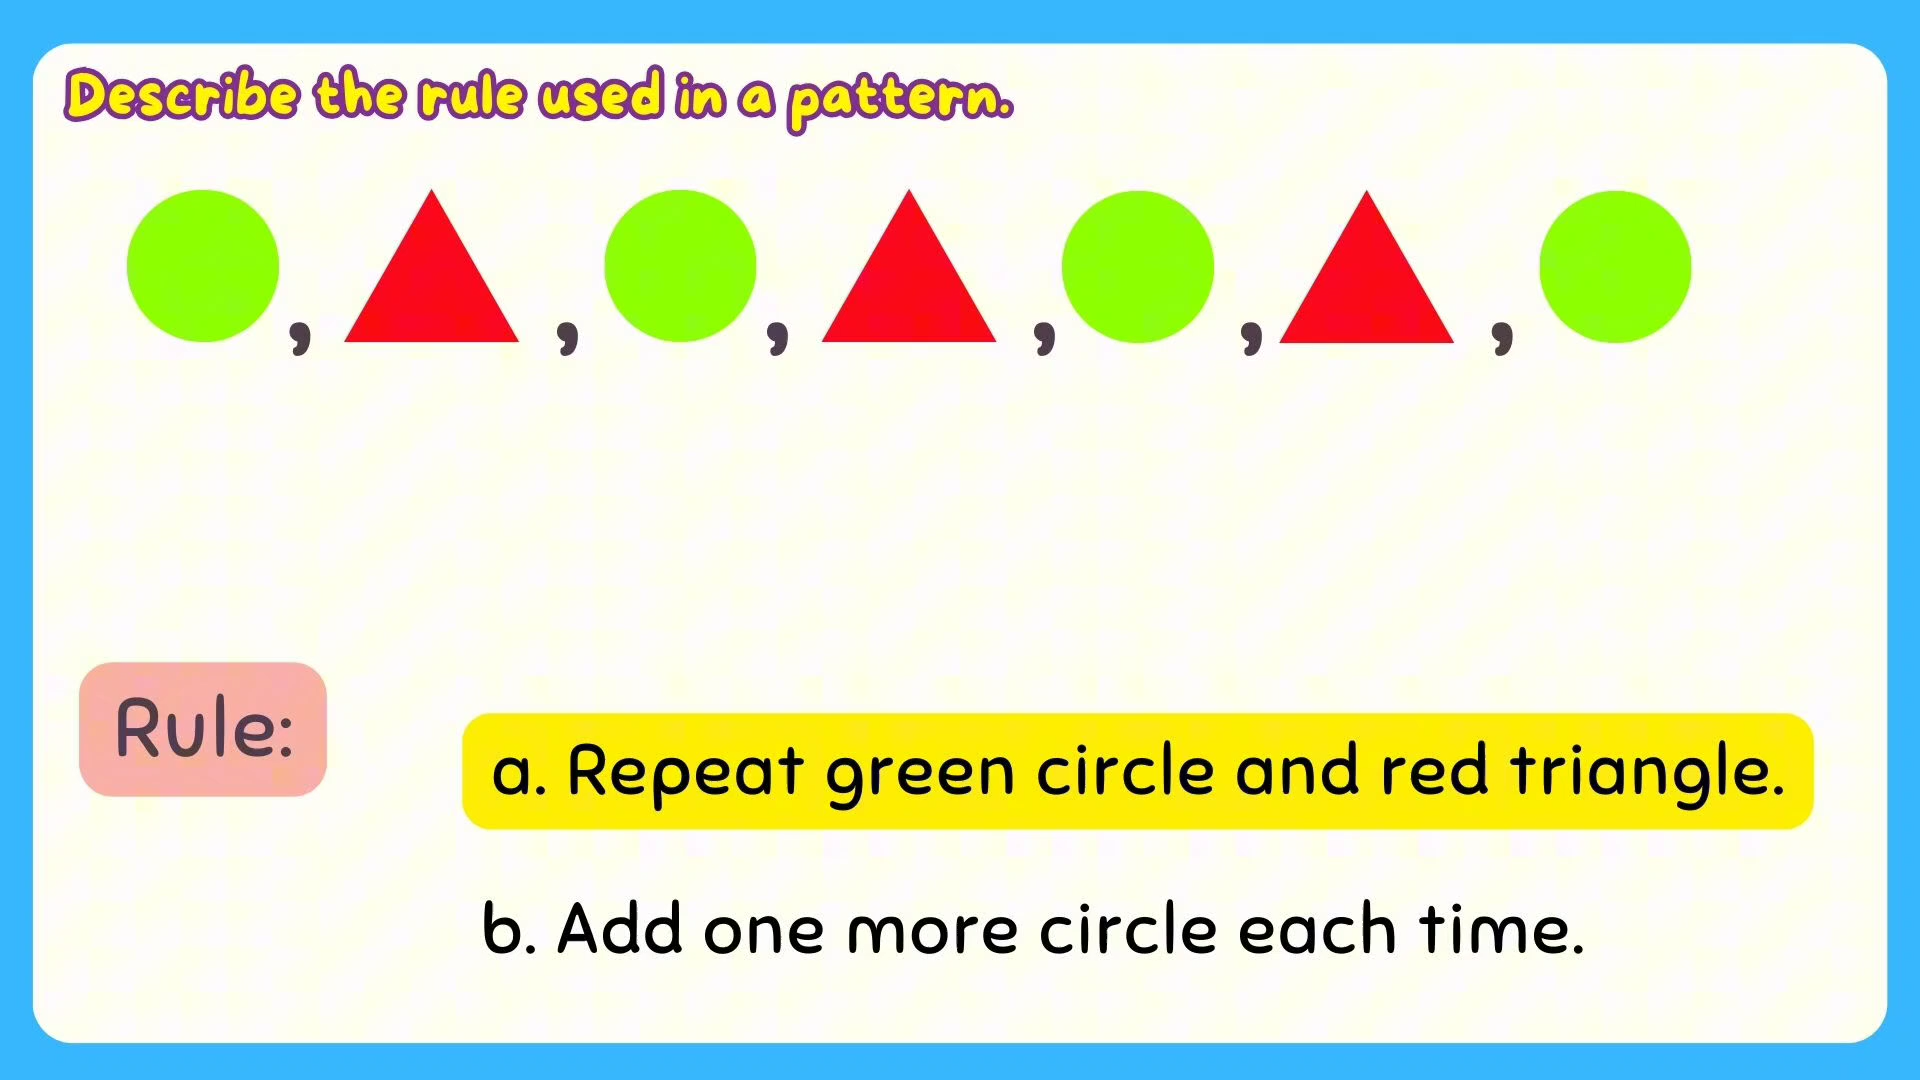 Describe the rule used in a pattern.
, , , , , ,
Rule:
a. Repeat green circle and red triangle.
b. Add one more circle each time.